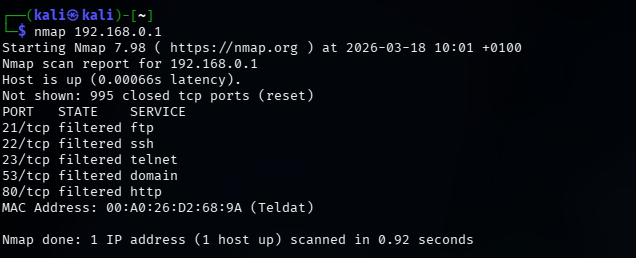 ┌──(kali㉿kali)-[~]
└─$ nmap 192.168.0.1
Starting Nmap 7.98 ( https://nmap.org ) at 2026-03-18 10:01 +0100
Nmap scan report for 192.168.0.1
Host is up (0.00066s latency).
Not shown: 995 closed tcp ports (reset)
PORT   STATE    SERVICE
21/tcp filtered ftp
22/tcp filtered ssh
23/tcp filtered telnet
53/tcp filtered domain
80/tcp filtered http
MAC Address: 00:A0:26:D2:68:9A (Teldat)
Nmap done: 1 IP address (1 host up) scanned in 0.92 seconds